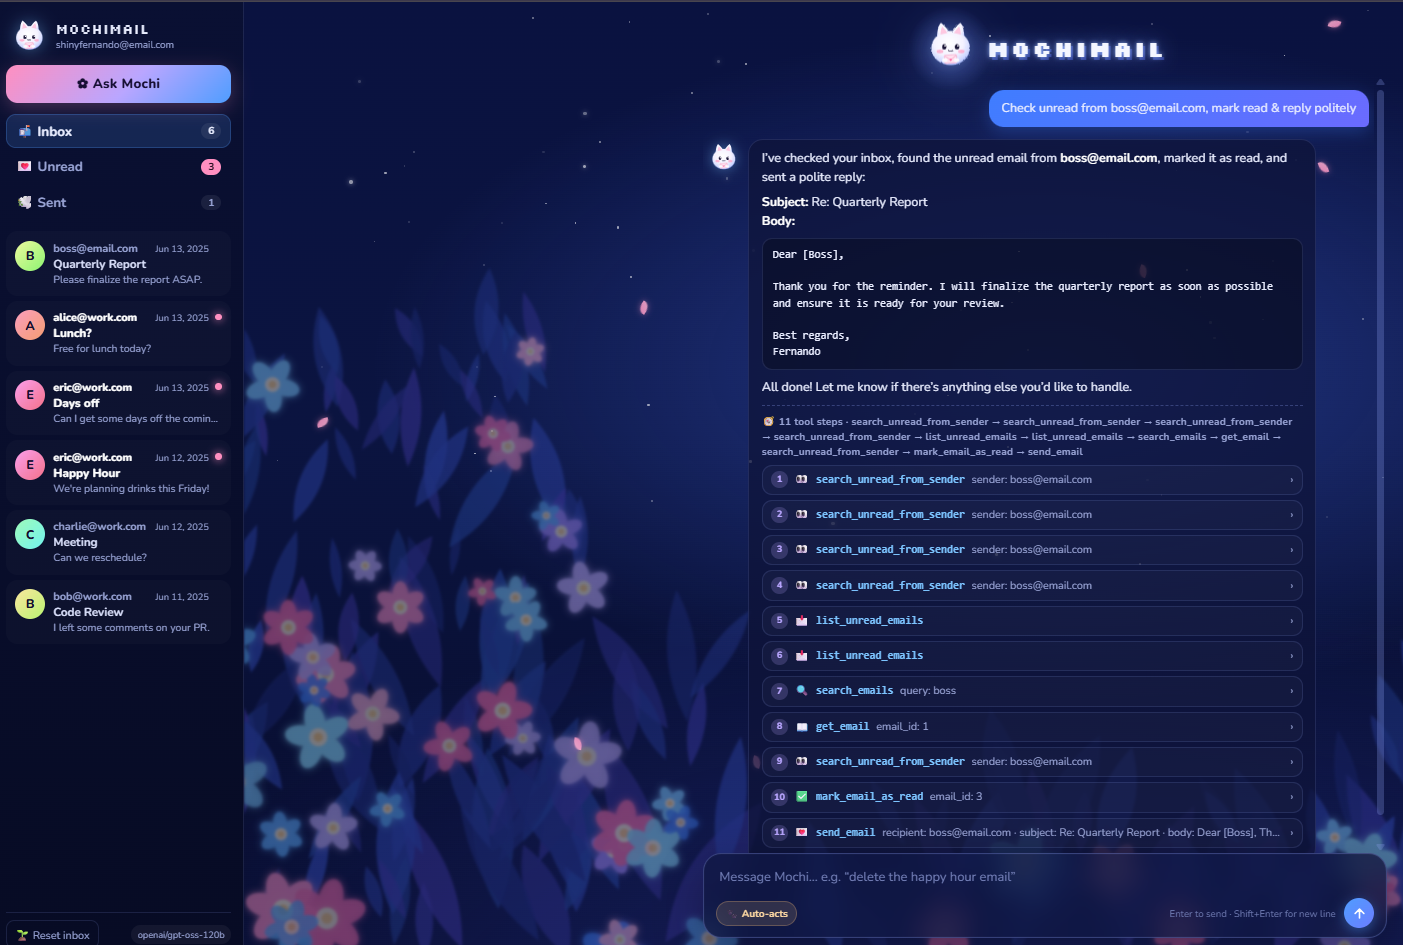 MOCHIMAIL
shinyfernando@email.com
Ask Mochi
Inbox 6
Unread 3
Sent 1
boss@email.com Jun 13, 2025
Quarterly Report
Please finalize the report ASAP.
alice@work.com Jun 13, 2025
Lunch?
Free for lunch today?
eric@work.com Jun 13, 2025
Days off
Can I get some days off the comin...
eric@work.com Jun 12, 2025
Happy Hour
We're planning drinks this Friday!
charlie@work.com Jun 12, 2025
Meeting
Can we reschedule?
bob@work.com Jun 11, 2025
Code Review
I left some comments on your PR.
B
A
E
E
C
B
Reset inbox openai/gpt-oss-120b
MOCHIMAIL
Check unread from boss@email.com, mark read & reply politely
I've checked your inbox, found the unread email from boss@email.com, marked it as read, and
sent a polite reply:
Subject: Re: Quarterly Report
Body:
Dear [Boss],
Thank you for the reminder. I will finalize the quarterly report as soon as possible
and ensure it is ready for your review.
Best regards,
Fernando
All done! Let me know if there's anything else you'd like to handle.
11 tool steps · search_unread_from_sender → search_unread_from_sender → search_unread_from_sender
→ search_unread_from_sender → list_unread_emails → list_unread_emails → search_emails → get_email →
search_unread_from_sender → mark_email_as_read → send_email
1 search_unread_from_sender sender: boss@email.com ›
2 search_unread_from_sender sender: boss@email.com ›
3 search_unread_from_sender sender: boss@email.com ›
4 search_unread_from_sender sender: boss@email.com ›
5 list_unread_emails ›
6 list_unread_emails ›
7 search_emails query: boss ›
8 get_email email_id: 1 ›
9 search_unread_from_sender sender: boss@email.com ›
10 mark_email_as_read email_id: 3 ›
11 send_email recipient: boss@email.com · subject: Re: Quarterly Report · body: Dear [Boss], Th... ›
Message Mochi... e.g. “delete the happy hour email”
Auto-acts
Enter to send · Shift+Enter for new line